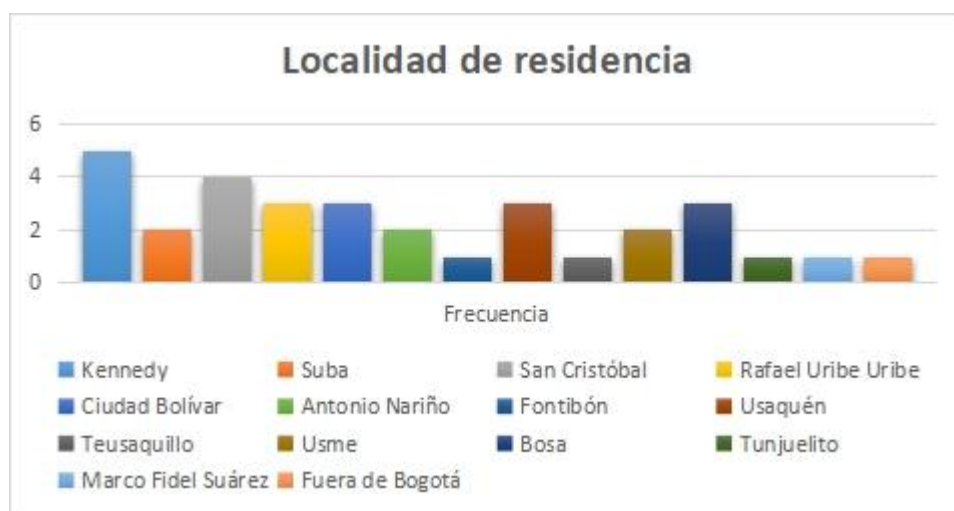 Localidad de residencia
6
4
2
0
Frecuencia
Kennedy Suba San Cristóbal Rafael Uribe Uribe
Ciudad Bolívar Antonio Nariño Fontibón Usaquén
Teusaquillo Usme Bosa Tunjuelito
Marco Fidel Suárez Fuera de Bogotá